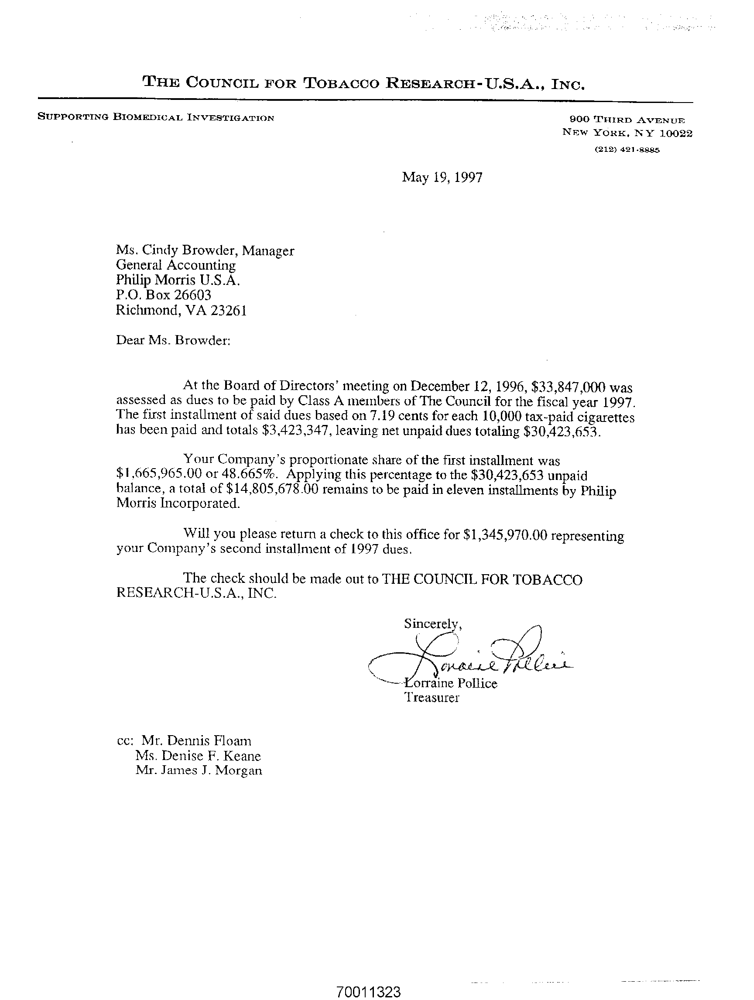 THE COUNCIL FOR TOBACCO RESEARCH-U.S.A., INC.
SUPPORTING BIOMEDICAL INVESTIGATION
900 THIRD AVENUE
NEW YORK, NY 10022
(212) 421-8885
May 19, 1997
Ms. Cindy Browder, Manager
General Accounting
Philip Morris U.S.A.
P.O. Box 26603
Richmond, VA 23261
Dear Ms. Browder:
At the Board of Directors' meeting on December 12, 1996, $33,847,000 was
assessed as dues to be paid by Class A members of The Council for the fiscal year 1997.
The first installment of said dues based on 7.19 cents for each 10,000 tax-paid cigarettes
has been paid and totals $3,423,347, leaving net unpaid dues totaling $30,423,653.
Your Company's proportionate share of the first installment was
$1,665,965.00 or 48.665%. Applying this percentage to the $30,423,653 unpaid
balance, a total of $14,805,678.00 remains to be paid in eleven installments by Philip
Morris Incorporated.
Will you please return a check to this office for $1,345,970.00 representing
your Company's second installment of 1997 dues.
The check should be made out to THE COUNCIL FOR TOBACCO
RESEARCH-U.S.A., INC.
Sincerely,
Lorraine Pollice
Lorraine Pollice
Treasurer
cc: Mr. Dennis Floam
Ms. Denise F. Keane
Mr. James J. Morgan
70011323